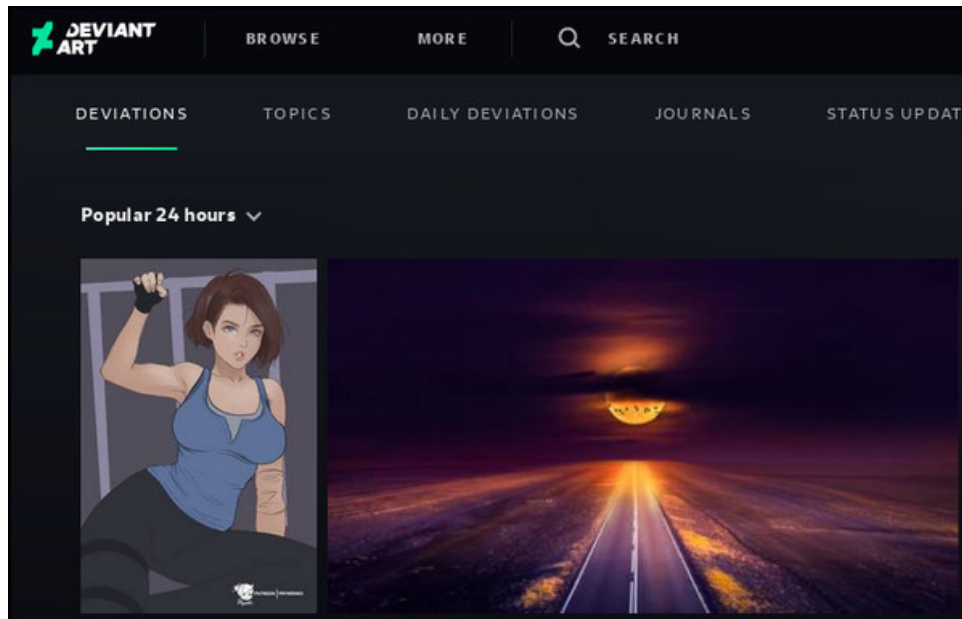 DEVIANT
ART
BROWSE
MORE
SEARCH
DEVIATIONS
TOPICS
DAILY DEVIATIONS
JOURNALS
STATUS UPDAT
Popular 24 hours